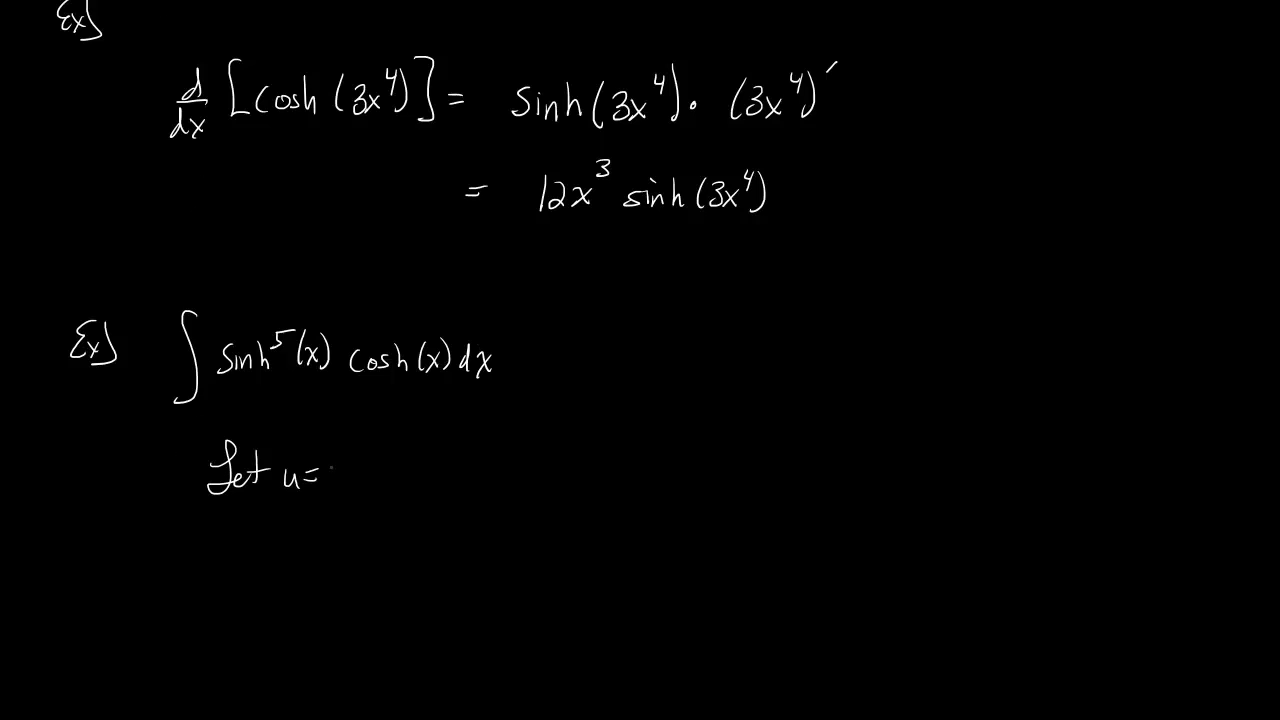 Ex]
d/dx [cosh(3x⁴)] = sinh(3x⁴) · (3x⁴)′
= 12x³ sinh(3x⁴)
Ex] ∫ sinh⁵(x) cosh(x) dx
Let u=